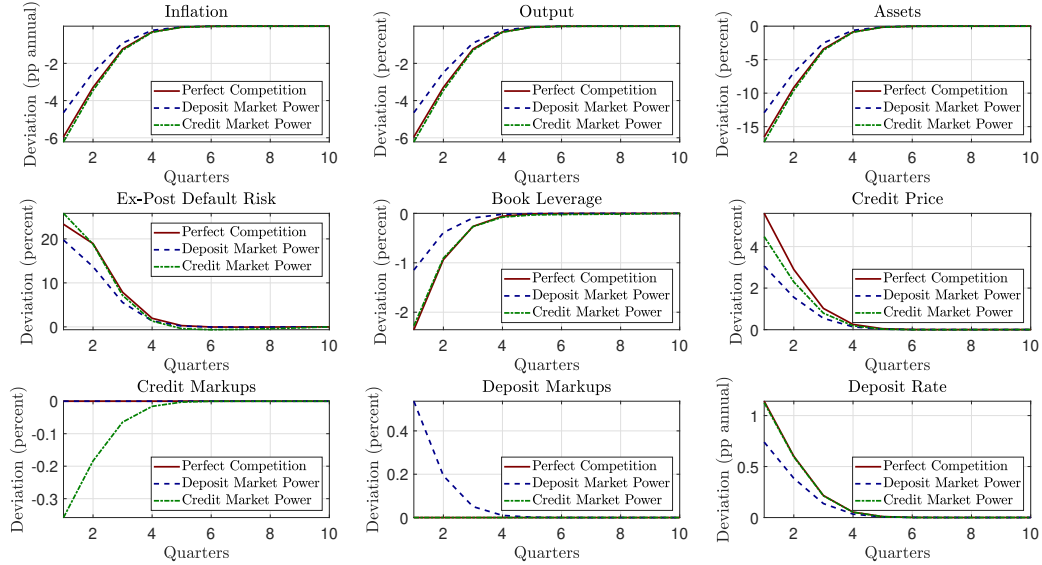 Inflation
Deviation (pp annual)
-2
-4
-6
2 4 6 8 10
Quarters
Perfect Competition
Deposit Market Power
Credit Market Power
Output
Deviation (percent)
0
-2
-4
-6
2 4 6 8 10
Quarters
Perfect Competition
Deposit Market Power
Credit Market Power
Assets
Deviation (percent)
0
-5
-10
-15
2 4 6 8 10
Quarters
Perfect Competition
Deposit Market Power
Credit Market Power
Ex-Post Default Risk
Deviation (percent)
20
10
0
2 4 6 8 10
Quarters
Perfect Competition
Deposit Market Power
Credit Market Power
Book Leverage
Deviation (percent)
0
-1
-2
2 4 6 8 10
Quarters
Perfect Competition
Deposit Market Power
Credit Market Power
Credit Price
Deviation (percent)
4
2
0
2 4 6 8 10
Quarters
Perfect Competition
Deposit Market Power
Credit Market Power
Credit Markups
Deviation (percent)
0
-0.1
-0.2
-0.3
2 4 6 8 10
Quarters
Perfect Competition
Deposit Market Power
Credit Market Power
Deposit Markups
Deviation (percent)
0.4
0.2
0
2 4 6 8 10
Quarters
Perfect Competition
Deposit Market Power
Credit Market Power
Deposit Rate
Deviation (pp annual)
1
0.5
0
2 4 6 8 10
Quarters
Perfect Competition
Deposit Market Power
Credit Market Power